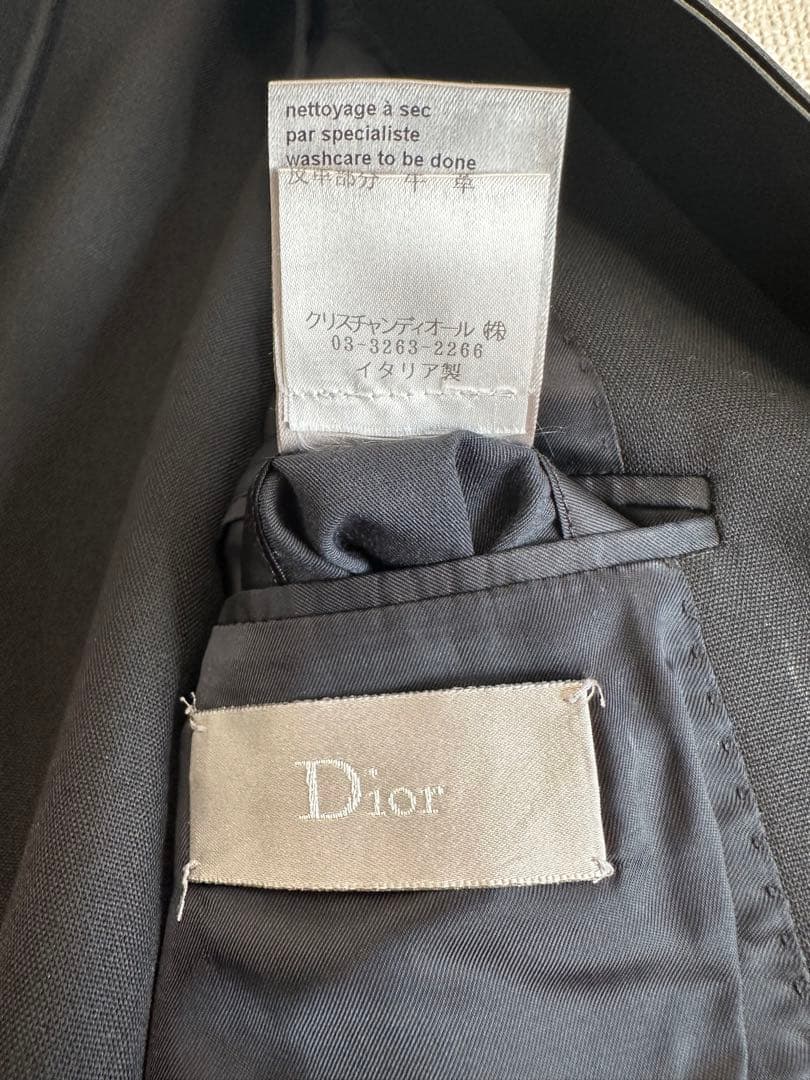 nettoyage à sec
par specialiste
washcare to be done
皮革部分 牛 革
クリスチャンディオール ㈱
03-3263-2266
イタリア製
Dior